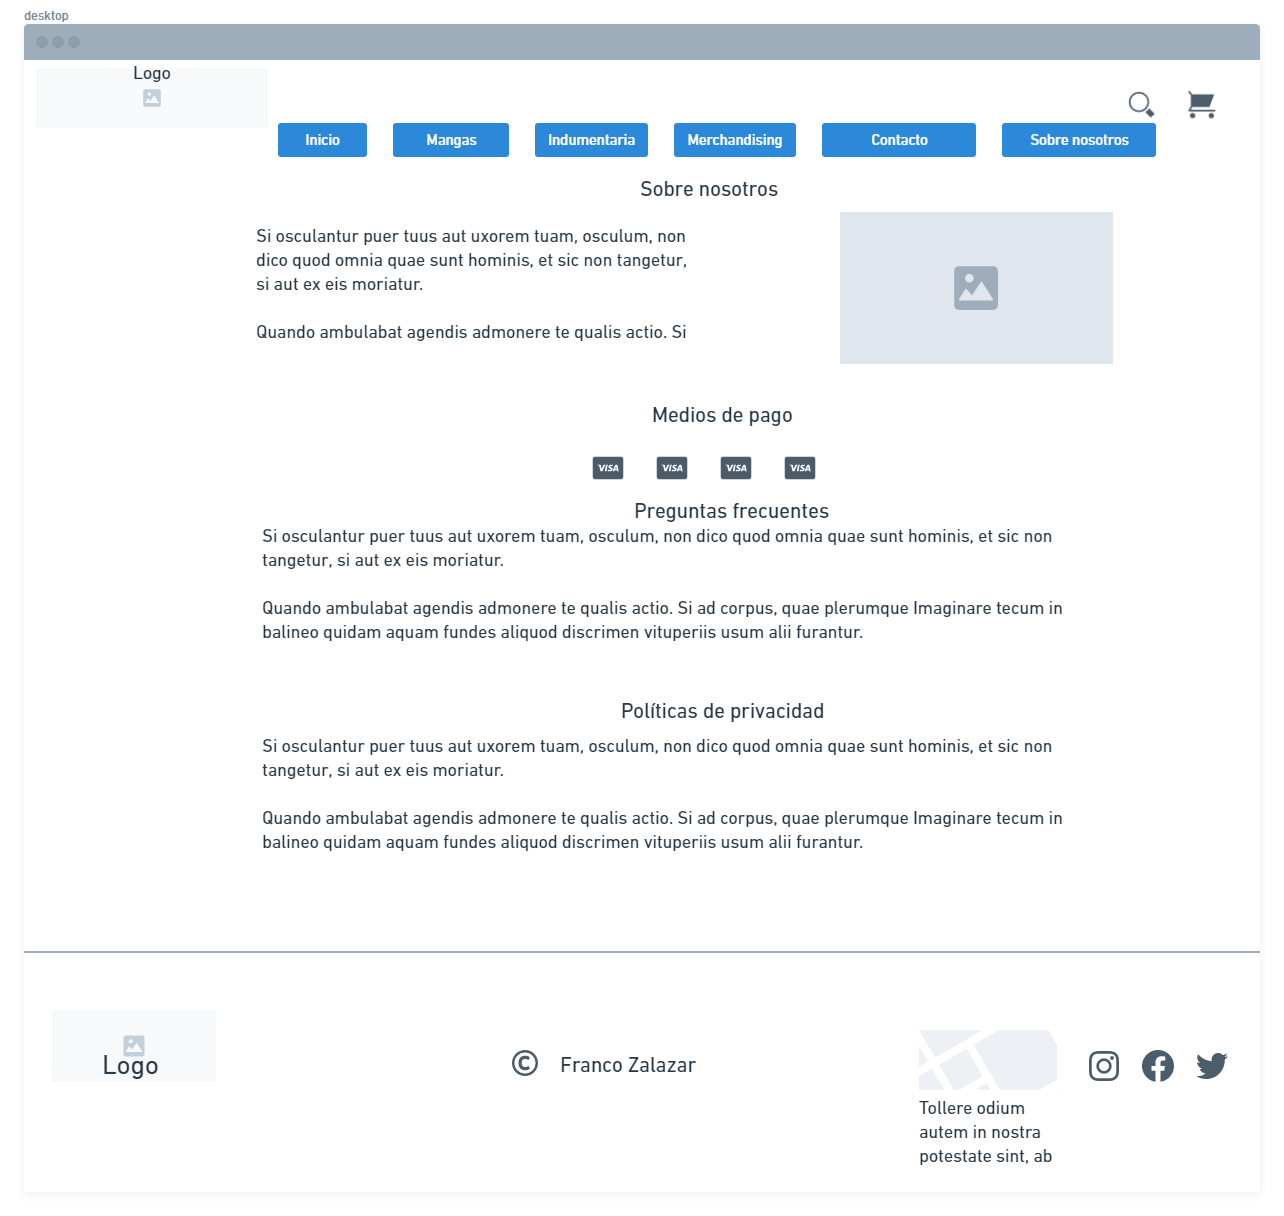 desktop
Logo
Inicio
Mangas
Indumentaria
Merchandising
Contacto
Sobre nosotros
Sobre nosotros
Si osculantur puer tuus aut uxorem tuam, osculum, non
dico quod omnia quae sunt hominis, et sic non tangetur,
si aut ex eis moriatur.
Quando ambulabat agendis admonere te qualis actio. Si
Medios de pago
VISA
VISA
VISA
VISA
Preguntas frecuentes
Si osculantur puer tuus aut uxorem tuam, osculum, non dico quod omnia quae sunt hominis, et sic non
tangetur, si aut ex eis moriatur.
Quando ambulabat agendis admonere te qualis actio. Si ad corpus, quae plerumque Imaginare tecum in
balineo quidam aquam fundes aliquod discrimen vituperiis usum alii furantur.
Políticas de privacidad
Si osculantur puer tuus aut uxorem tuam, osculum, non dico quod omnia quae sunt hominis, et sic non
tangetur, si aut ex eis moriatur.
Quando ambulabat agendis admonere te qualis actio. Si ad corpus, quae plerumque Imaginare tecum in
balineo quidam aquam fundes aliquod discrimen vituperiis usum alii furantur.
Logo
© Franco Zalazar
Tollere odium
autem in nostra
potestate sint, ab